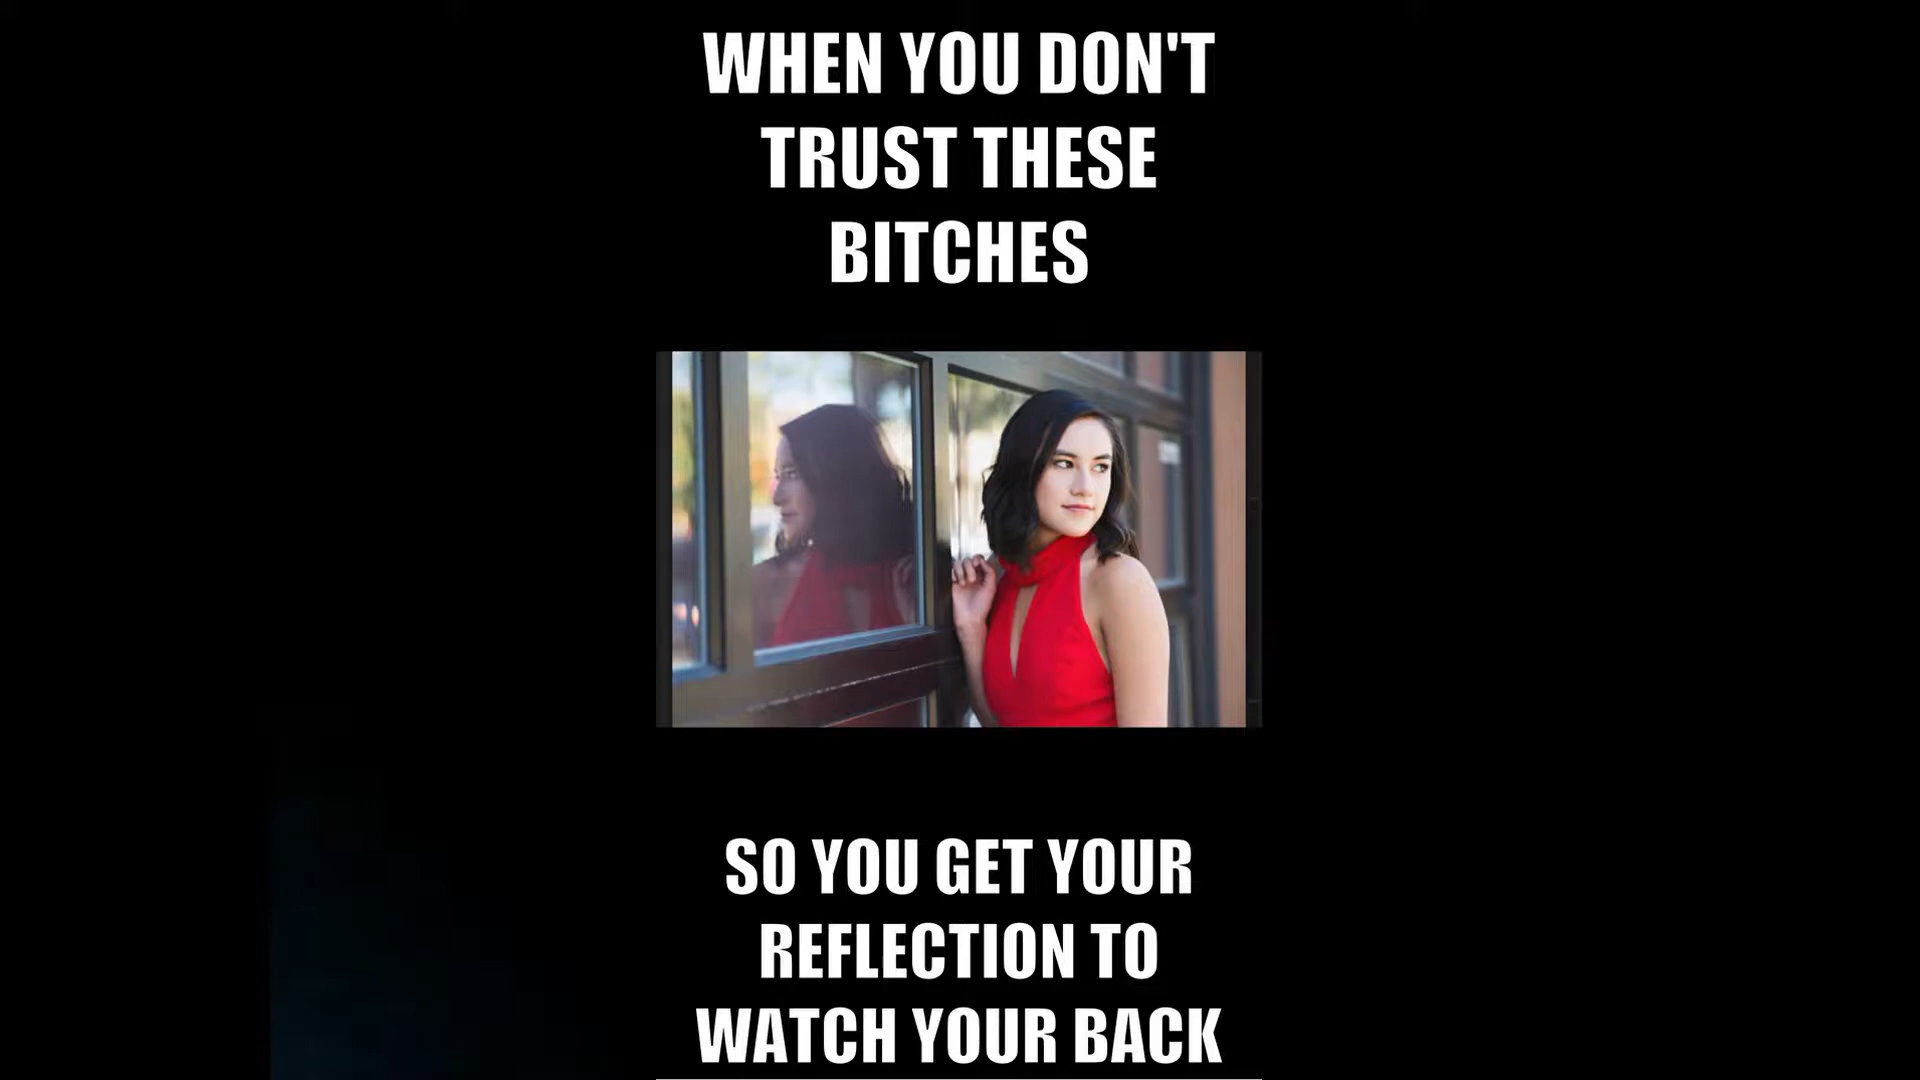 WHEN YOU DON'T
TRUST THESE
BITCHES
SO YOU GET YOUR
REFLECTION TO
WATCH YOUR BACK